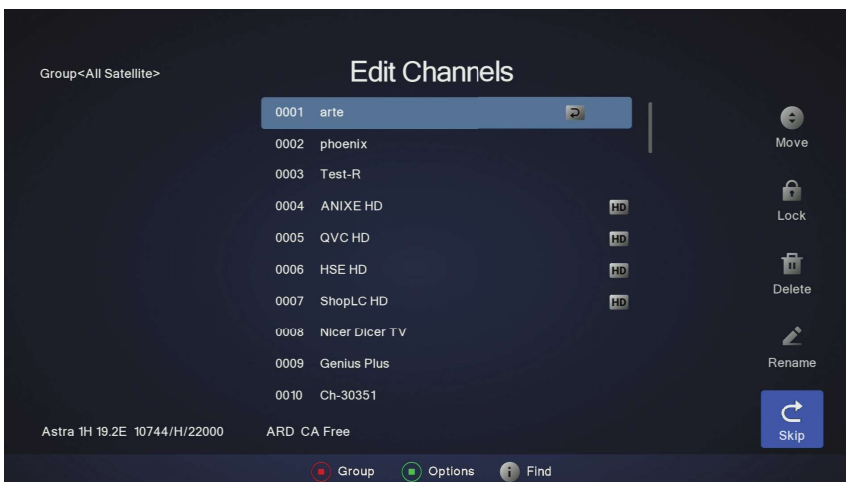 Group<All Satellite>
Edit Channels
0001 arte
0002 phoenix
0003 Test-R
0004 ANIXE HD HD
0005 QVC HD HD
0006 HSE HD HD
0007 ShopLC HD HD
0008 Nicer Dicer TV
0009 Genius Plus
0010 Ch-30351
Move
Lock
Delete
Rename
Skip
Astra 1H 19.2E 10744/H/22000 ARD CA Free
Group Options i Find